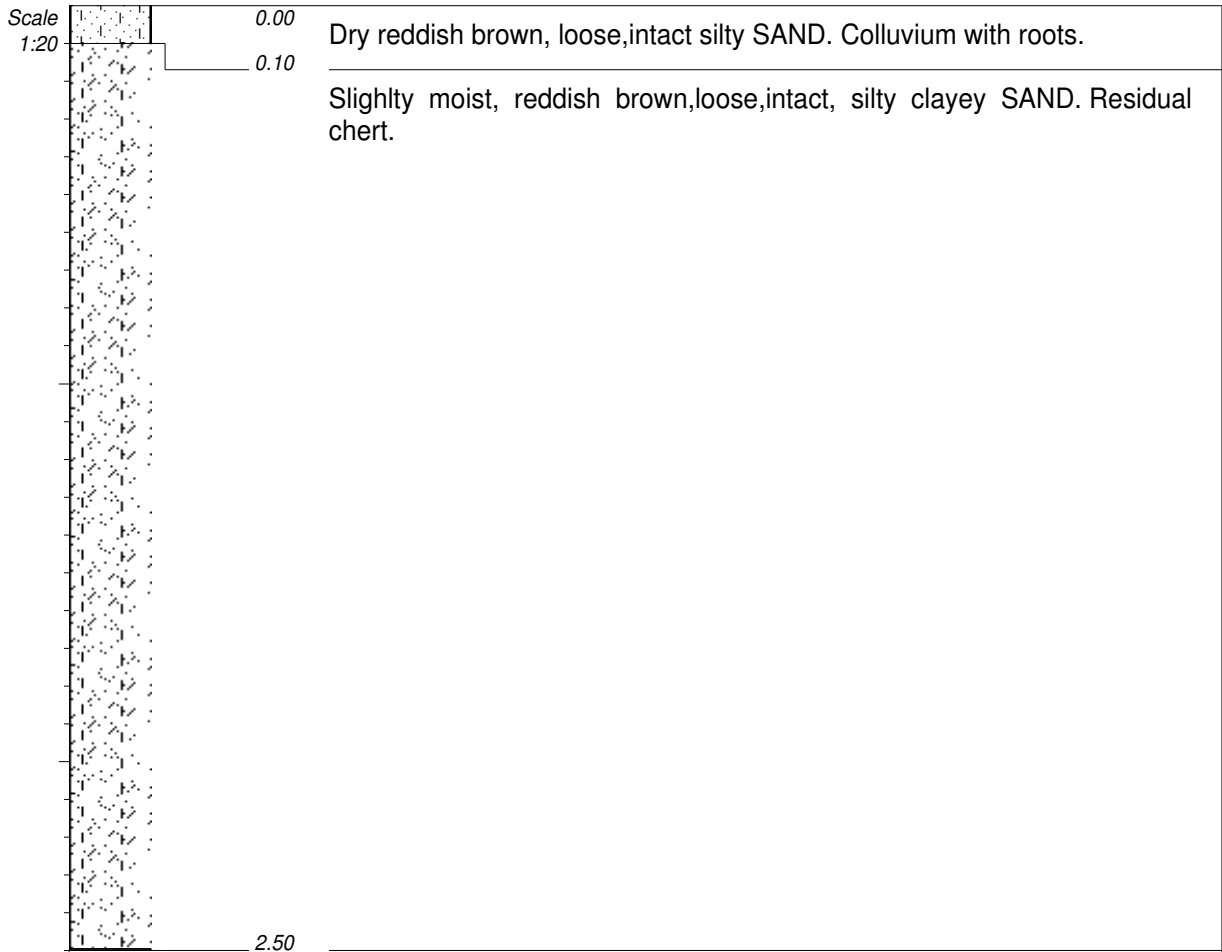 Scale
1:20
0.00
Dry reddish brown, loose,intact silty SAND. Colluvium with roots.
0.10
Slighlty moist, reddish brown,loose,intact, silty clayey SAND. Residual
chert.
2.50